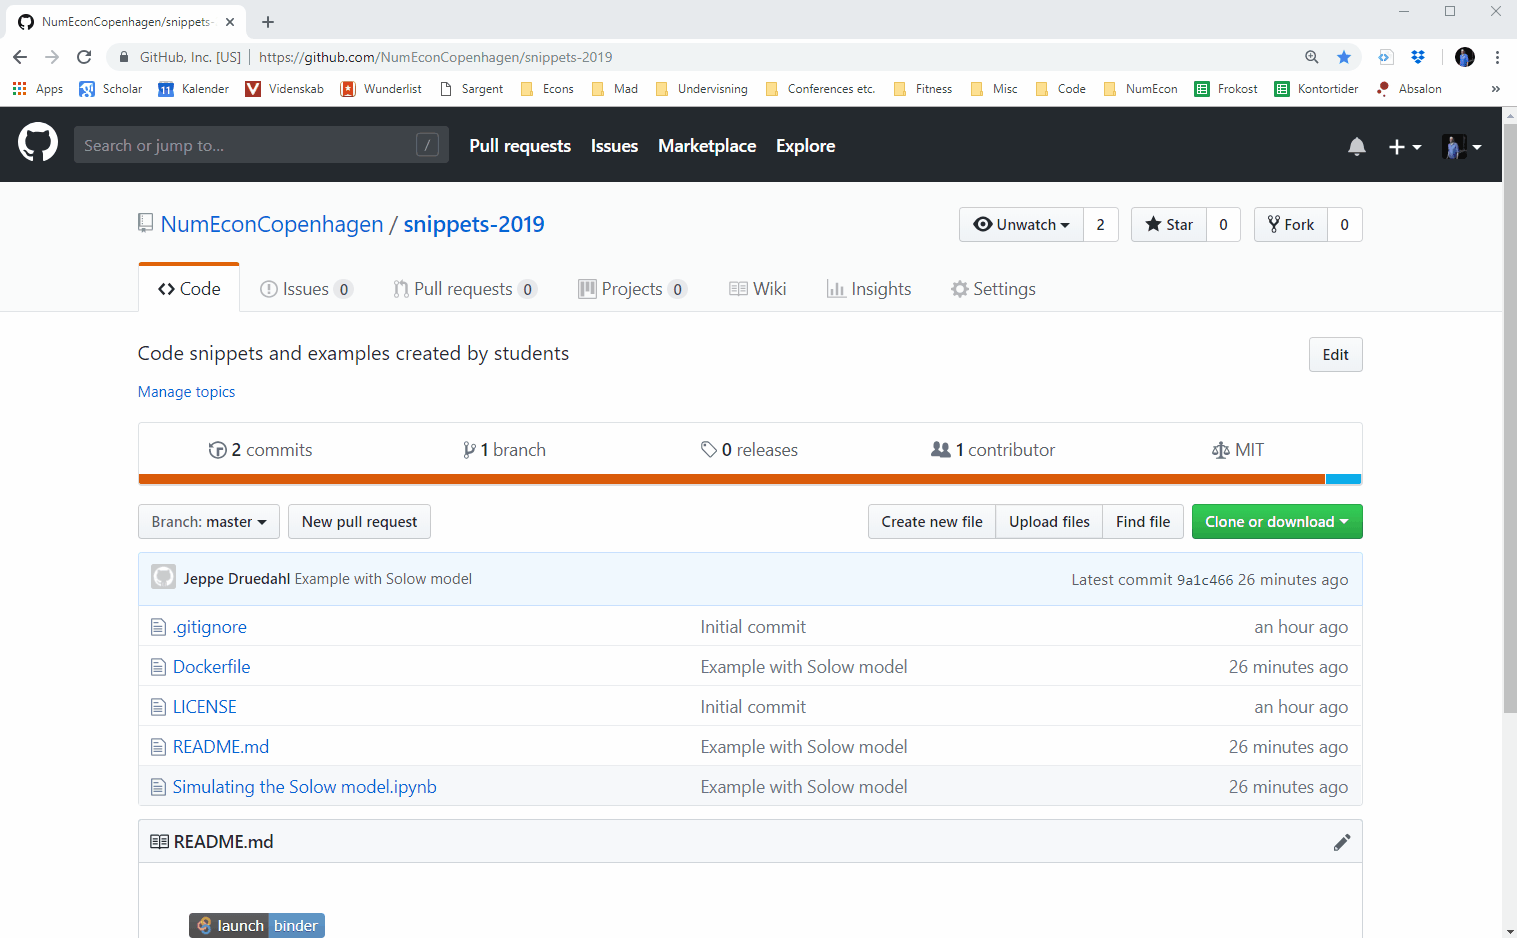 NumEconCopenhagen/snippets-
GitHub, Inc. [US] | https://github.com/NumEconCopenhagen/snippets-2019
Apps Scholar 11 Kalender Videnskab Wunderlist Sargent Econs Mad Undervisning Conferences etc. Fitness Misc Code NumEcon Frokost Kontortider Absalon »
Search or jump to... / Pull requests Issues Marketplace Explore
NumEconCopenhagen / snippets-2019 Unwatch 2 Star 0 Fork 0
Code Issues 0 Pull requests 0 Projects 0 Wiki Insights Settings
Code snippets and examples created by students Edit
Manage topics
2 commits 1 branch 0 releases 1 contributor MIT
Branch: master New pull request Create new file Upload files Find file Clone or download
Jeppe Druedahl Example with Solow model Latest commit 9a1c466 26 minutes ago
.gitignore Initial commit an hour ago
Dockerfile Example with Solow model 26 minutes ago
LICENSE Initial commit an hour ago
README.md Example with Solow model 26 minutes ago
Simulating the Solow model.ipynb Example with Solow model 26 minutes ago
README.md
launch binder